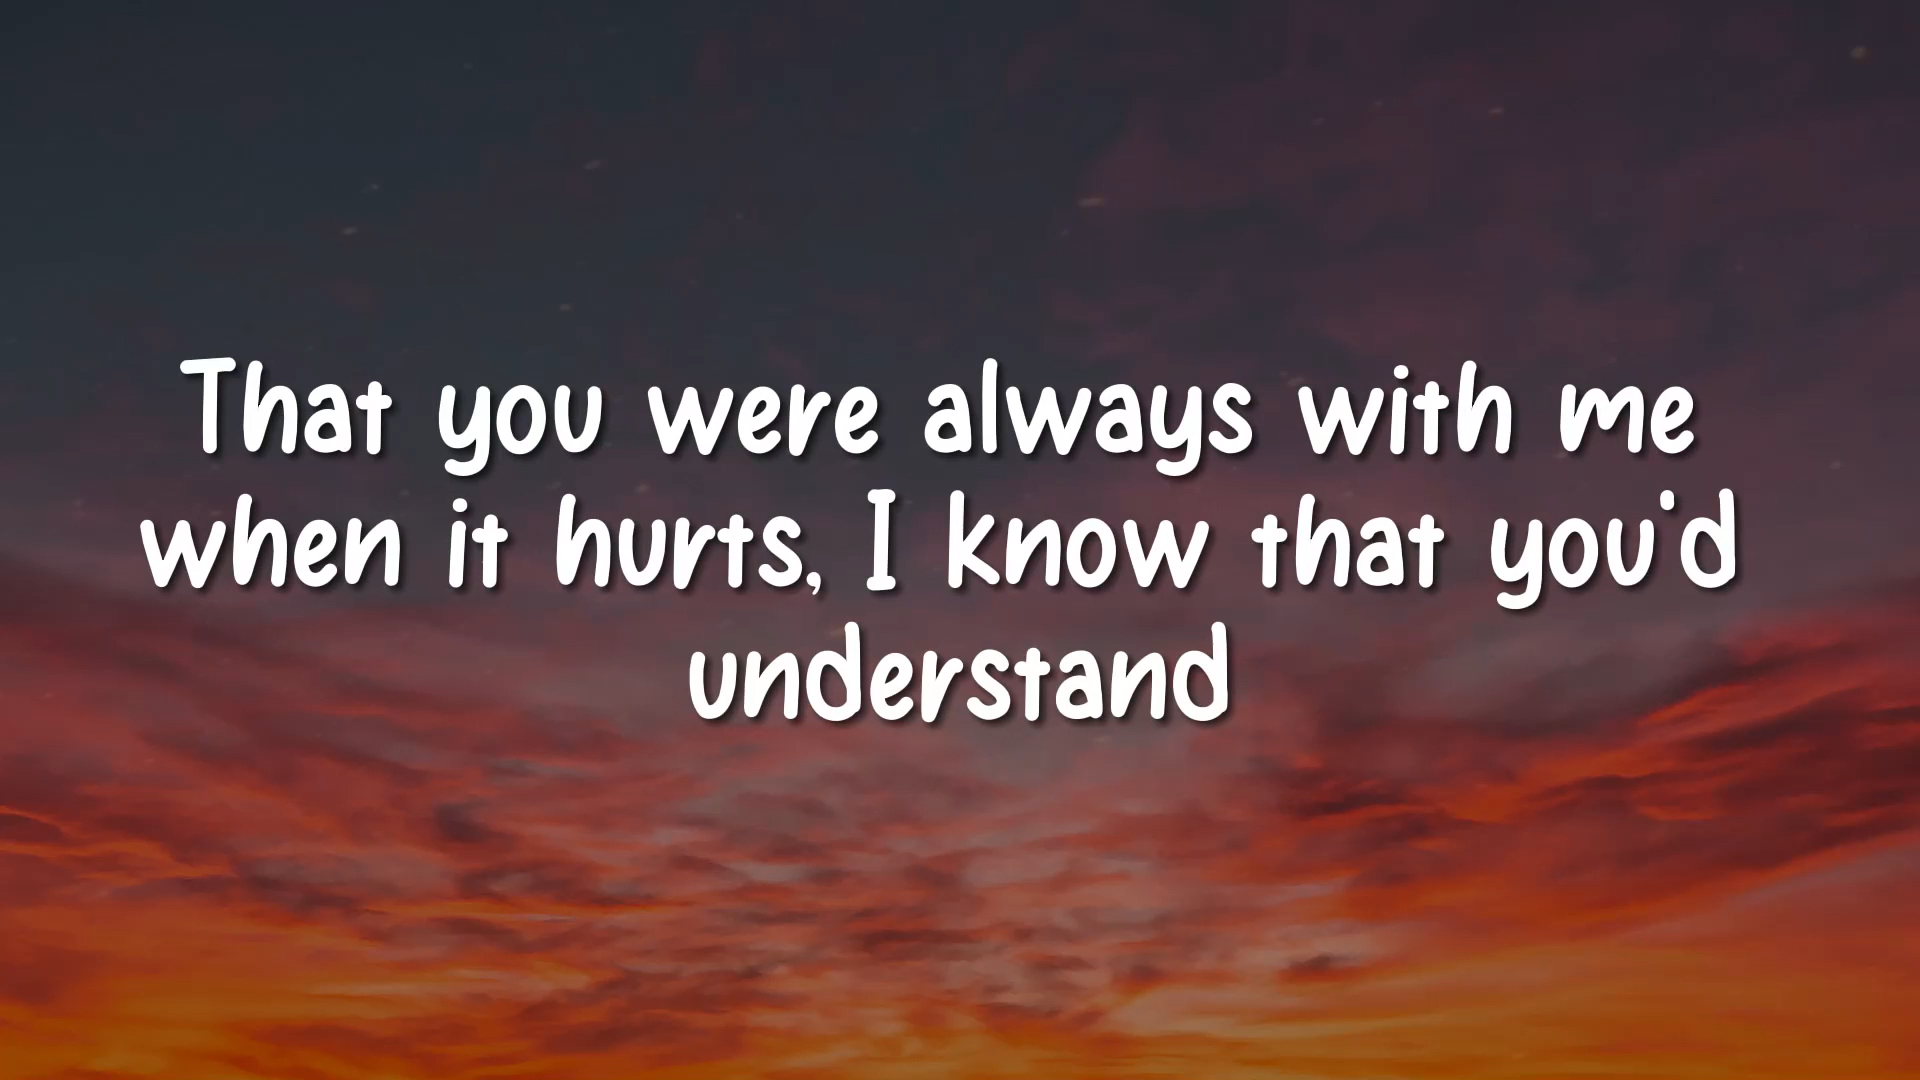 That you were always with me
when it hurts, I know that you'd
understand